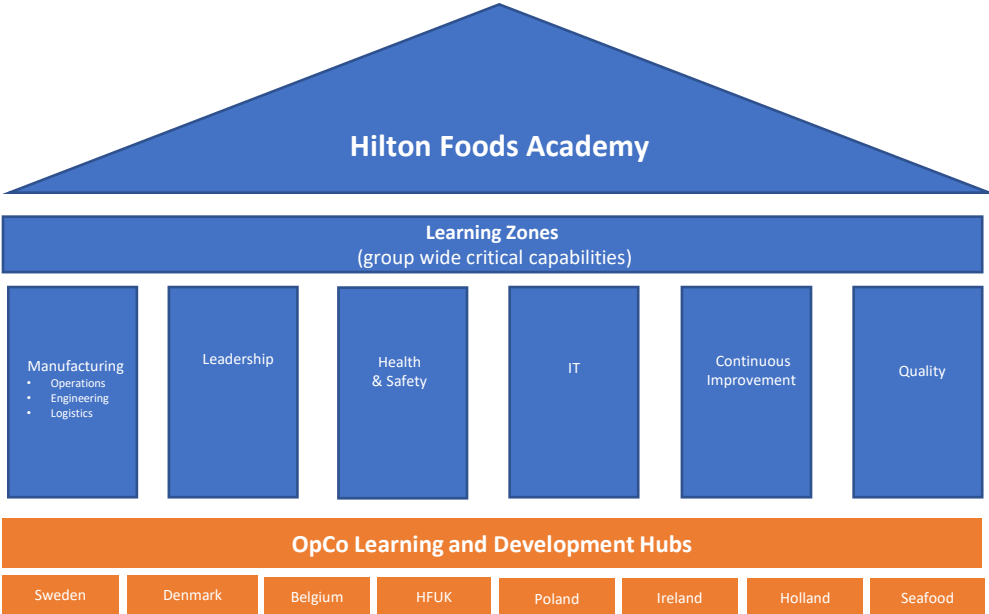 Hilton Foods Academy
Learning Zones
(group wide critical capabilities)
Manufacturing
• Operations
• Engineering
• Logistics
Leadership
Health
& Safety
IT
Continuous
Improvement
Quality
OpCo Learning and Development Hubs
Sweden
Denmark
Belgium
HFUK
Poland
Ireland
Holland
Seafood